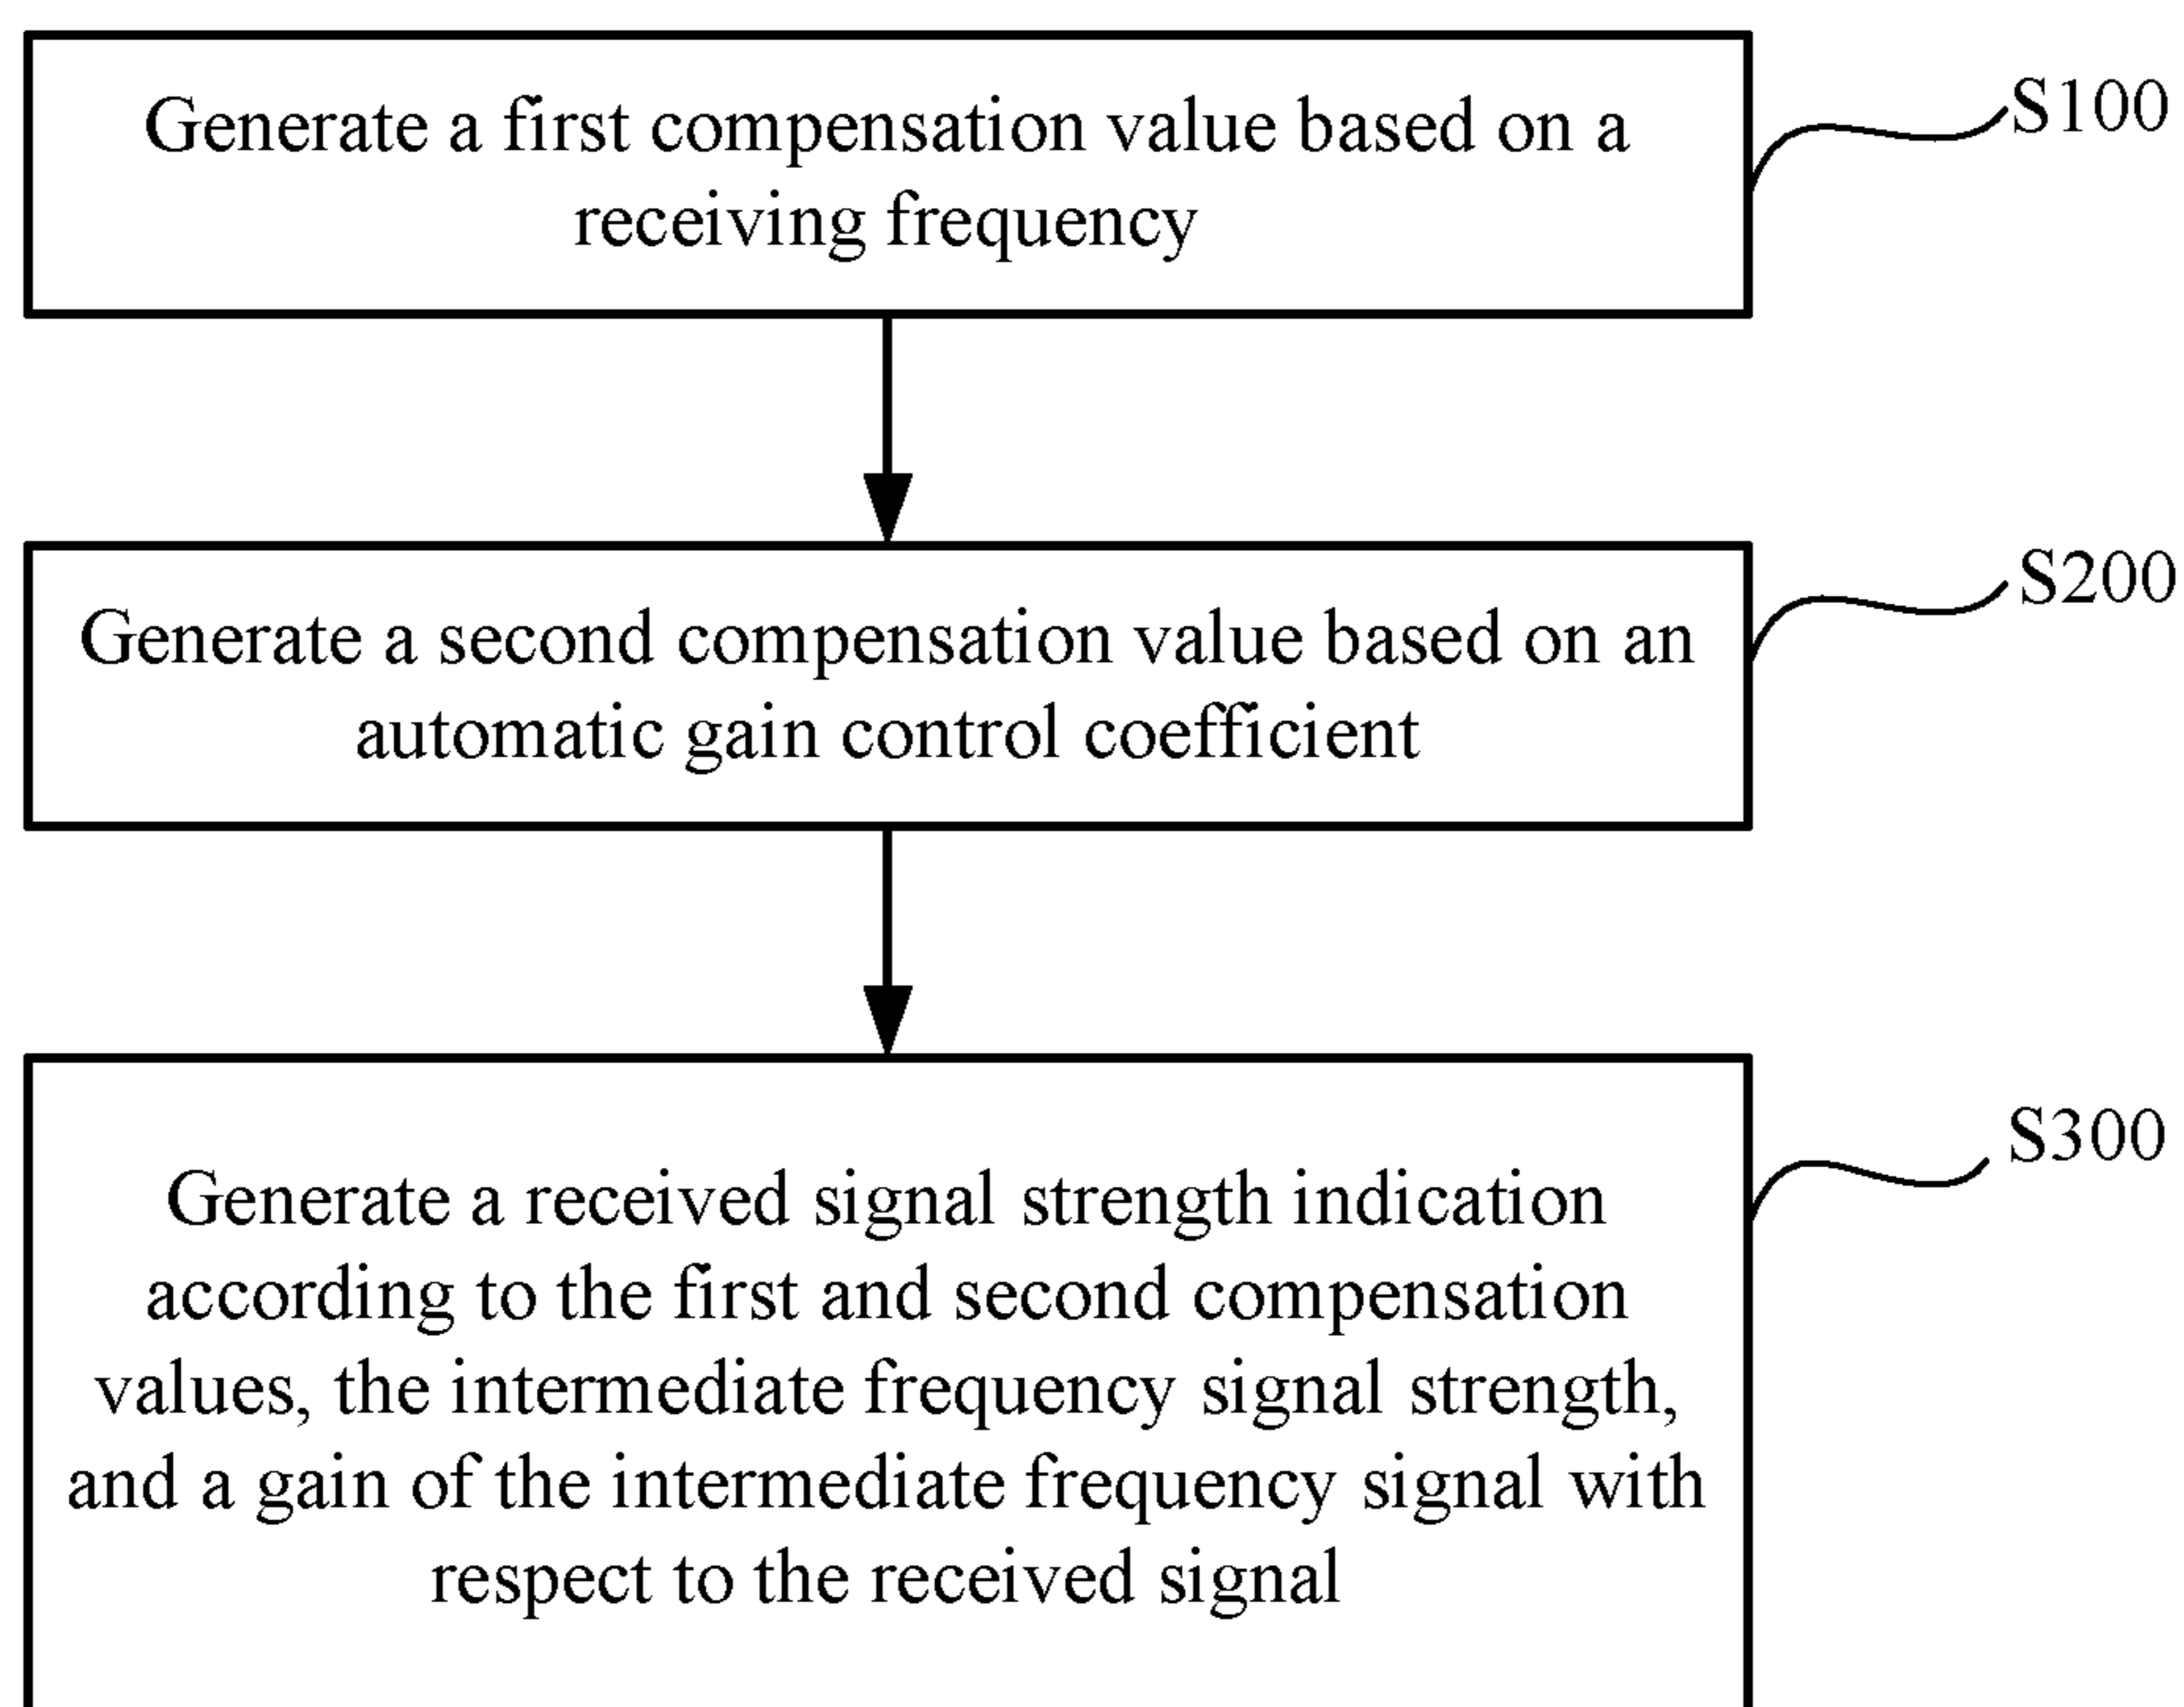 Generate a first compensation value based on a
receiving frequency
S100
Generate a second compensation value based on an
automatic gain control coefficient
S200
Generate a received signal strength indication
according to the first and second compensation
values, the intermediate frequency signal strength,
and a gain of the intermediate frequency signal with
respect to the received signal
S300